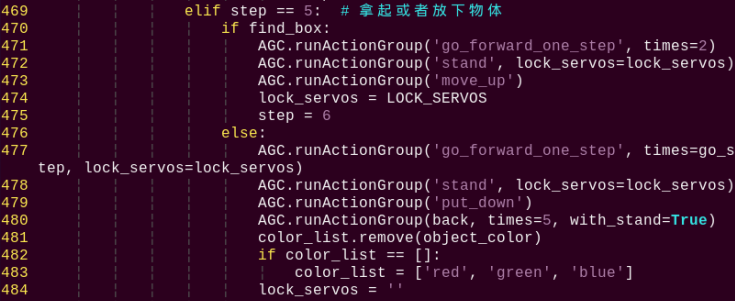 469 elif step == 5:  # 拿起或者放下物体
470 if find_box:
471 AGC.runActionGroup('go_forward_one_step', times=2)
472 AGC.runActionGroup('stand', lock_servos=lock_servos)
473 AGC.runActionGroup('move_up')
474 lock_servos = LOCK_SERVOS
475 step = 6
476 else:
477 AGC.runActionGroup('go_forward_one_step', times=go_s
tep, lock_servos=lock_servos)
478 AGC.runActionGroup('stand', lock_servos=lock_servos)
479 AGC.runActionGroup('put_down')
480 AGC.runActionGroup(back, times=5, with_stand=True)
481 color_list.remove(object_color)
482 if color_list == []:
483 color_list = ['red', 'green', 'blue']
484 lock_servos = ''